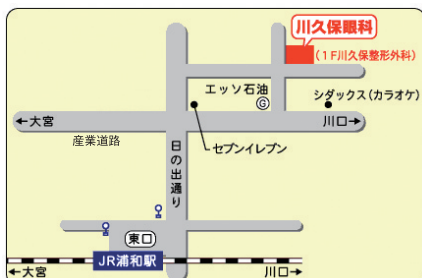 川久保眼科
(1F川久保整形外科)
エッソ石油
G
シダックス(カラオケ)
←大宮
川口→
産業道路
セブンイレブン
日の出通り
東口
JR浦和駅
←大宮
川口→